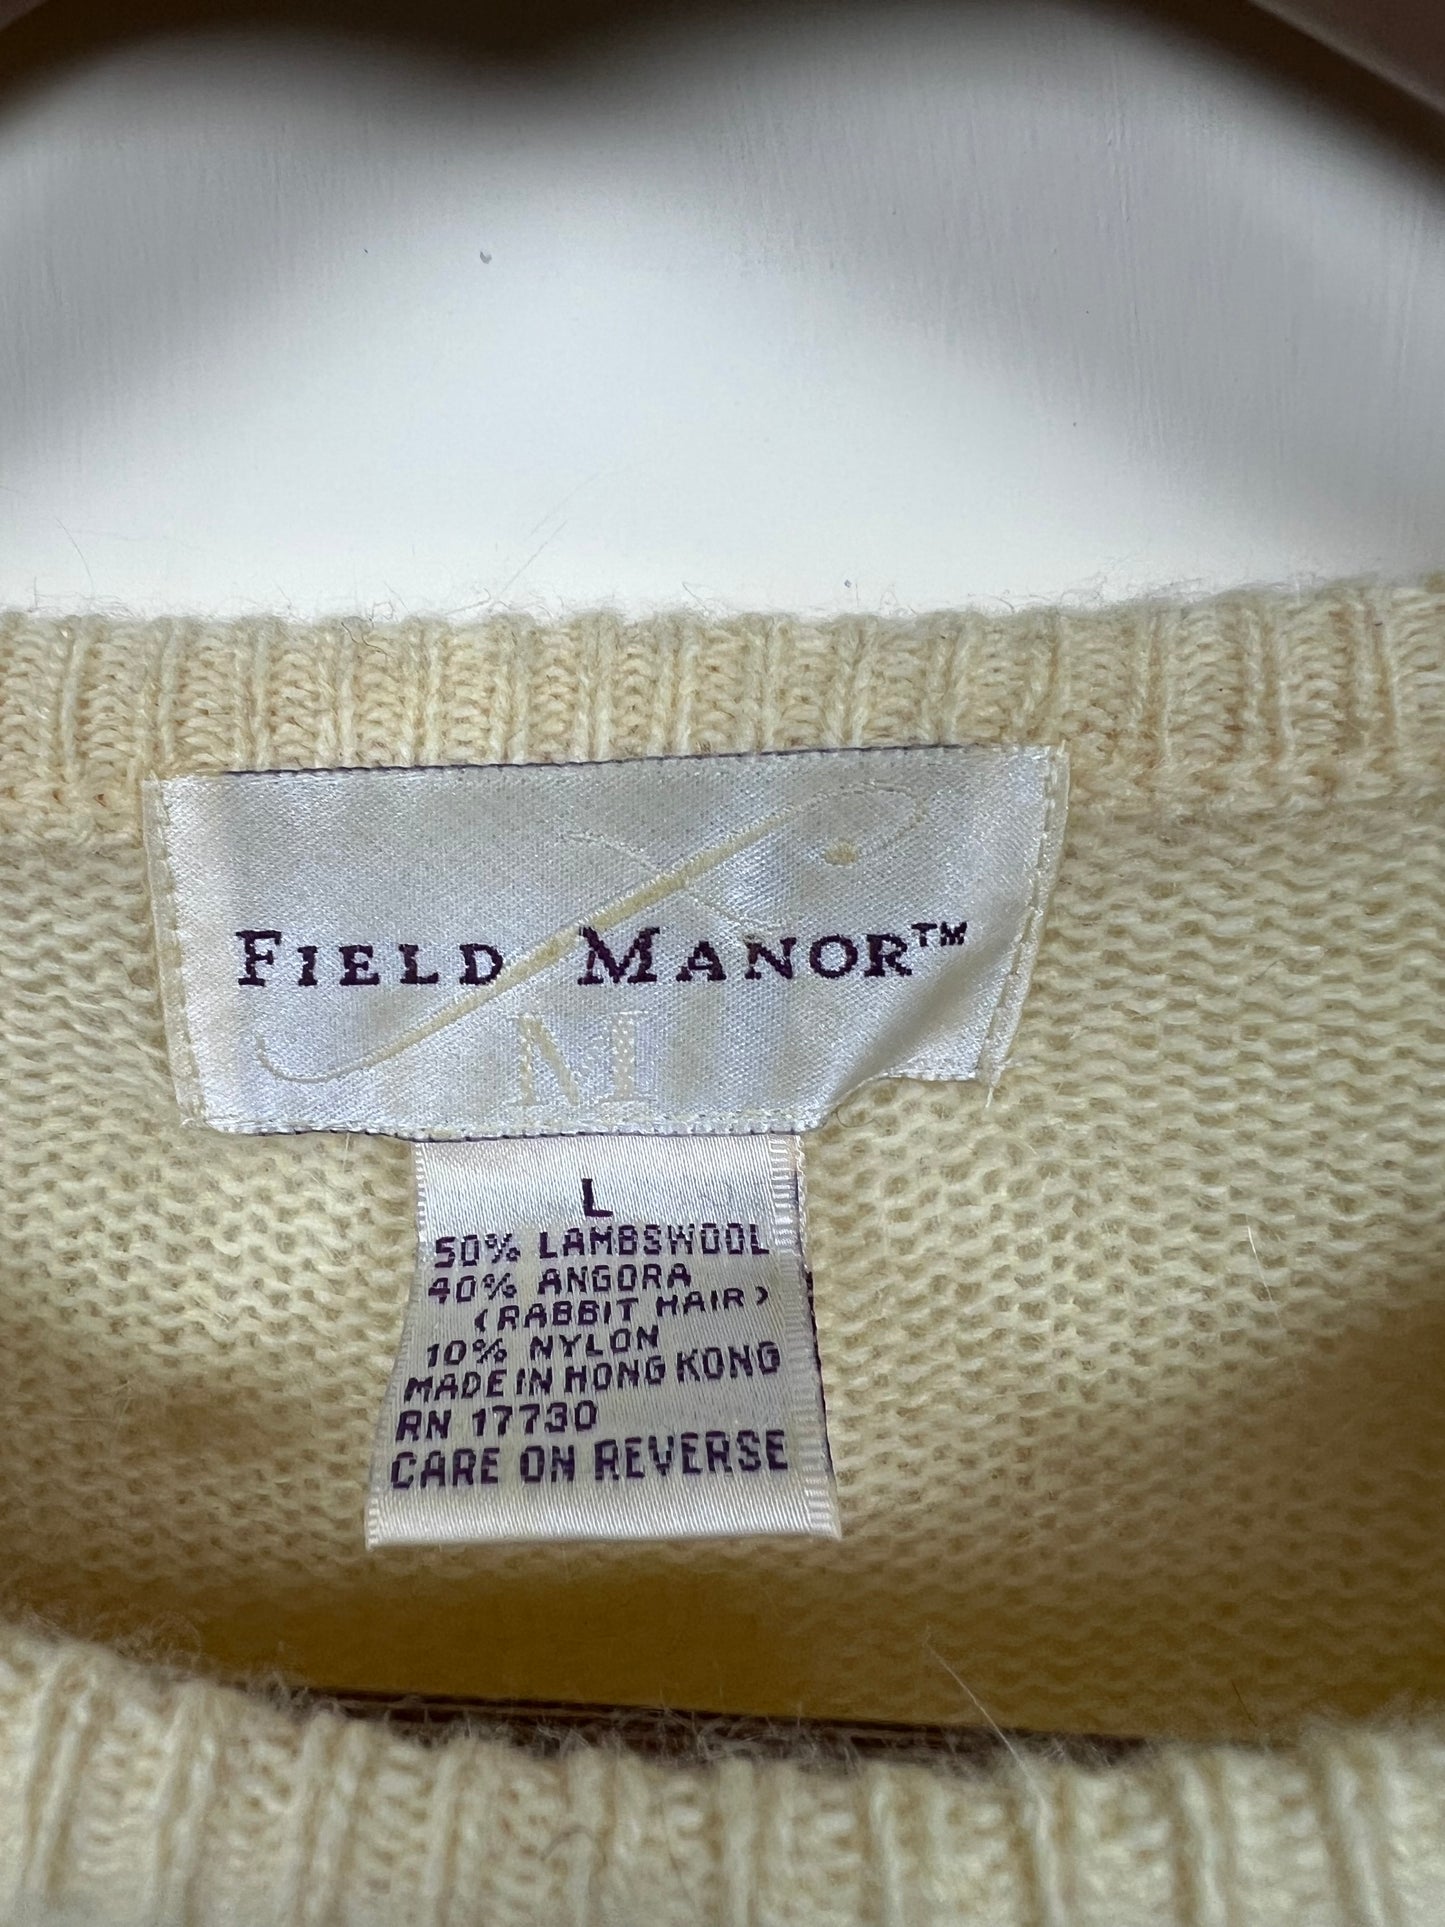 FIELD MANOR™
M
L
50% LAMBSWOOL
40% ANGORA
(RABBIT HAIR)
10% NYLON
MADE IN HONG KONG
RN 17730
CARE ON REVERSE